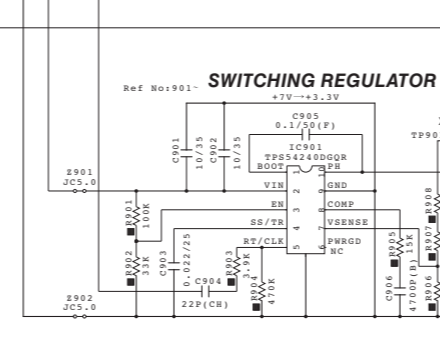 SWITCHING REGULATOR
Ref No:901~
+7V→+3.3V
C905
0.1/50(F)
IC901
TPS54240DGQR
BOOT 1 10 PH
VIN 2 9 GND
EN 3 8 COMP
SS/TR 4 7 VSENSE
RT/CLK 5 6 PWRGD
NC
C901
10/35
C902
10/35
TP90
Z901
JC5.0
R901
100K
R902
33K
C903
0.022/25
C904
22P(CH)
R903
3.9K
R904
470K
R905
15K
C906
4700P(B)
R908
R907
R906
Z902
JC5.0